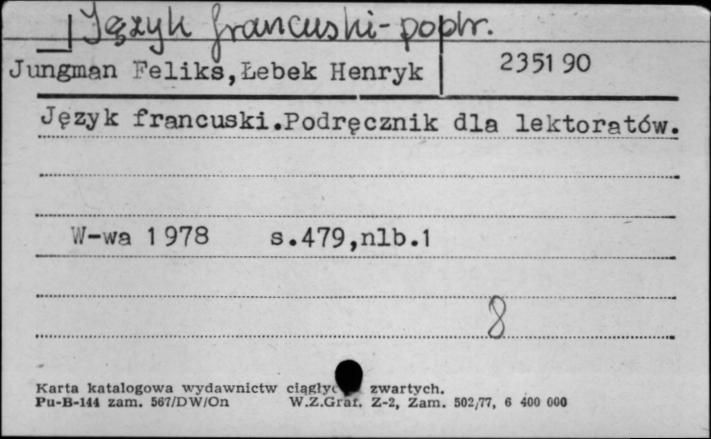 Język francuski - podr.
Jungman Feliks,Łebek Henryk 235190
Język francuski.Podręcznik dla lektoratów.
W-wa 1978 s.479,nlb.1
8
Karta katalogowa wydawnictw zwartych.
Pu-B-144 zam. 567/DW/On W.Z.Graf. Z-2, Zam. 502/77, 6 400 000